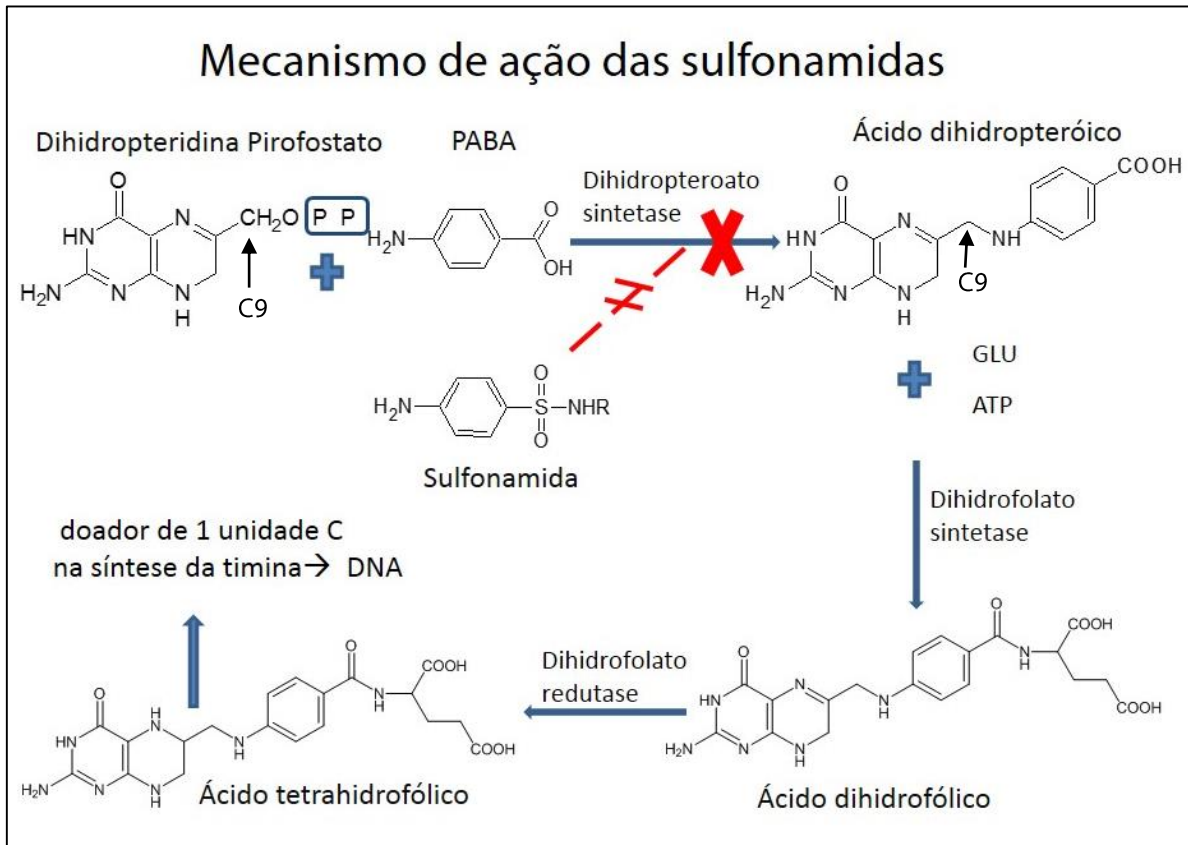 Mecanismo de ação das sulfonamidas
Dihidropteridina Pirofostato
PABA
Ácido dihidropteróico
O
N
HN
H₂N
N
N
H
CH₂O
P P
C9
H₂N
O
OH
Dihidropteroato
sintetase
O
N
HN
H₂N
N
N
H
NH
COOH
C9
H₂N
O
S
O
NHR
Sulfonamida
GLU
ATP
Dihidrofolato
sintetase
doador de 1 unidade C
na síntese da timina→ DNA
O
H
N
HN
H₂N
N
N
H
N
H
O
N
H
COOH
COOH
Ácido tetrahidrofólico
Dihidrofolato
redutase
O
N
HN
H₂N
N
NH
N
H
O
N
H
COOH
COOH
Ácido dihidrofólico